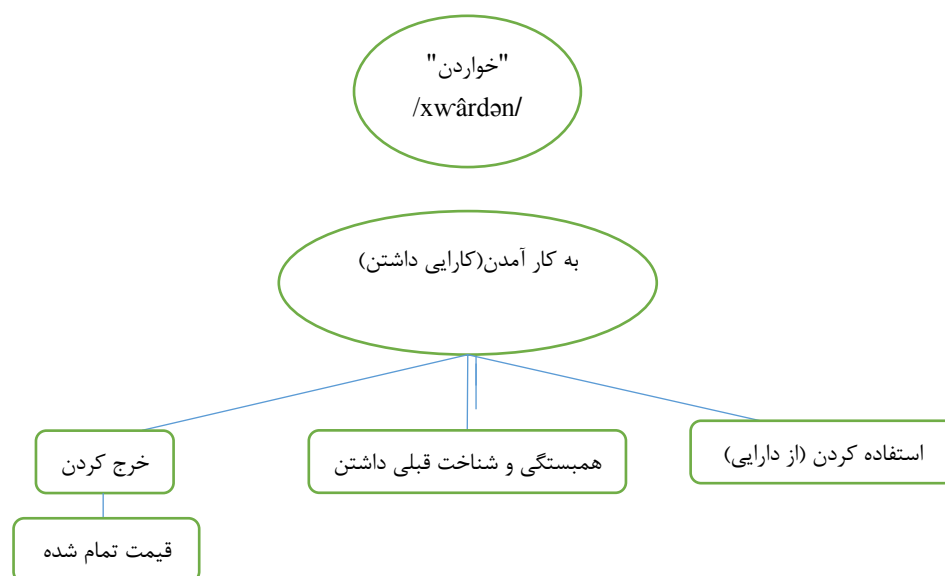 "خواردن"
/xwârdən/
به کار آمدن(کارایی داشتن)
استفاده کردن (از دارایی)
همبستگی و شناخت قبلی داشتن
خرج کردن
قیمت تمام شده